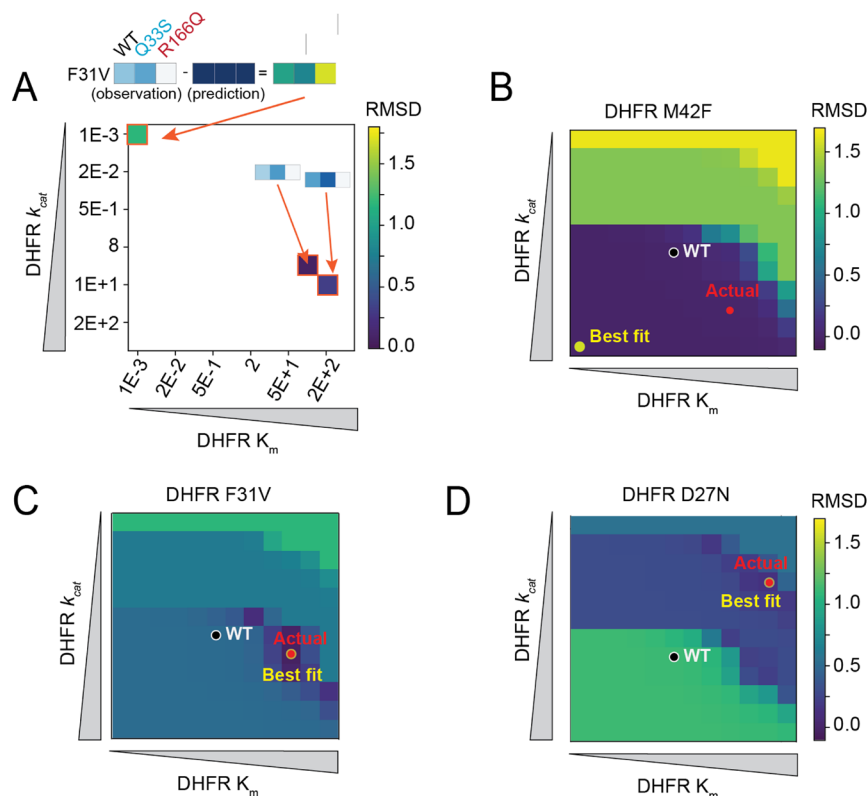 WT
Q33S
R166Q
F31V - =
(observation) (prediction)
A
RMSD
1E-3
2E-2
5E-1
8
1E+1
2E+2
DHFR kcat
1.5
1.0
0.5
0.0
1E-3
2E-2
5E-1
2
5E+1
2E+2
DHFR Km
B
DHFR M42F
RMSD
DHFR kcat
WT
Actual
Best fit
1.5
1.0
0.5
0.0
DHFR Km
C
DHFR F31V
DHFR kcat
WT
Actual
Best fit
DHFR Km
D
DHFR D27N
RMSD
DHFR kcat
Actual
Best fit
WT
1.5
1.0
0.5
0.0
DHFR Km